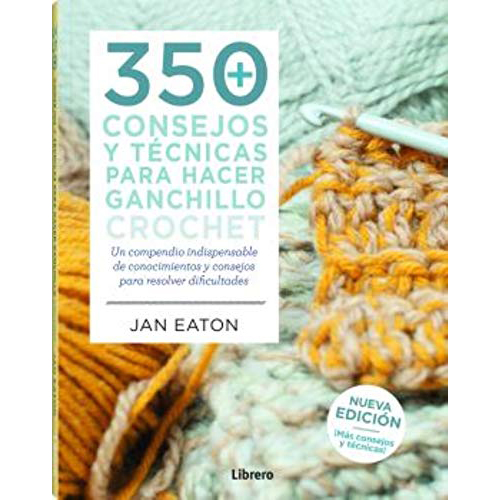 350+
CONSEJOS
Y TÉCNICAS
PARA HACER
GANCHILLO
CROCHET
Un compendio indispensable
de conocimientos y consejos
para resolver dificultades
JAN EATON
NUEVA
EDICIÓN
¡Más consejos
y técnicas!
Librero